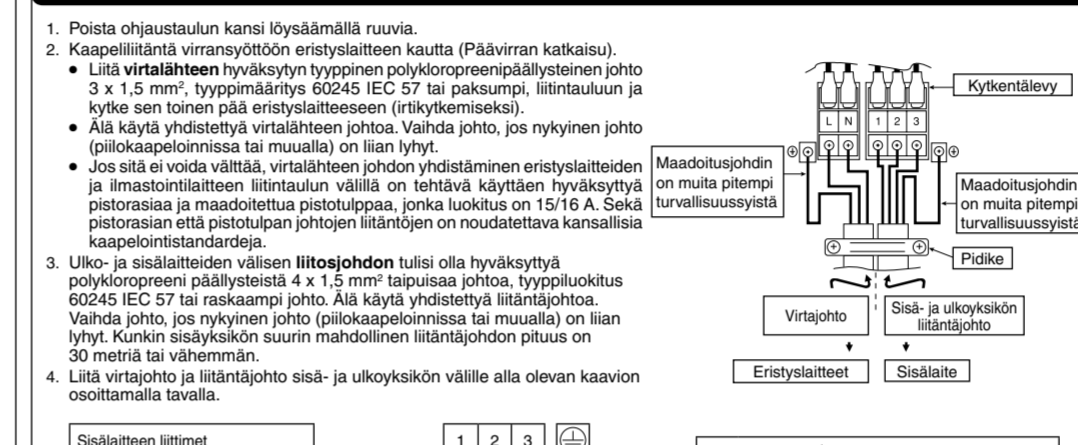 1. Poista ohjaustaulun kansi löysäämällä ruuvia.
2. Kaapeliliitäntä virransyöttöön eristyslaitteen kautta (Päävirran katkaisu).
• Liitä virtalähteen hyväksytyn tyyppinen polykloropreenipäällysteinen johto
3 x 1,5 mm², tyyppimääritys 60245 IEC 57 tai paksumpi, liitintauluun ja
kytke sen toinen pää eristyslaitteeseen (irtikytkemiseksi).
• Älä käytä yhdistettyä virtalähteen johtoa. Vaihda johto, jos nykyinen johto
(piilokaapeloinnissa tai muualla) on liian lyhyt.
• Jos sitä ei voida välttää, virtalähteen johdon yhdistäminen eristyslaitteiden
ja ilmastointilaitteen liitintaulun välillä on tehtävä käyttäen hyväksyttyä
pistorasiaa ja maadoitettua pistotulppaa, jonka luokitus on 15/16 A. Sekä
pistorasian että pistotulpan johtojen liitäntöjen on noudatettava kansallisia
kaapelointistandardeja.
3. Ulko- ja sisälaitteiden välisen liitosjohdon tulisi olla hyväksyttyä
polykloropreeni päällysteistä 4 x 1,5 mm² taipuisaa johtoa, tyyppiluokitus
60245 IEC 57 tai raskaampi johto. Älä käytä yhdistettyä liitäntäjohtoa.
Vaihda johto, jos nykyinen johto (piilokaapeloinnissa tai muualla) on liian
lyhyt. Kunkin sisäyksikön suurin mahdollinen liitäntäjohdon pituus on
30 metriä tai vähemmän.
4. Liitä virtajohto ja liitäntäjohto sisä- ja ulkoyksikön välille alla olevan kaavion
osoittamalla tavalla.
Kytkentälevy
L N 1 2 3
Maadoitusjohdin
on muita pitempi
turvallisuussyistä
Maadoitusjohdin
on muita pitempi
turvallisuussyistä
Pidike
Virtajohto
Sisä- ja ulkoyksikön
liitäntäjohto
Eristyslaitteet
Sisälaite
Sisälaitteen liittimet
1 2 3